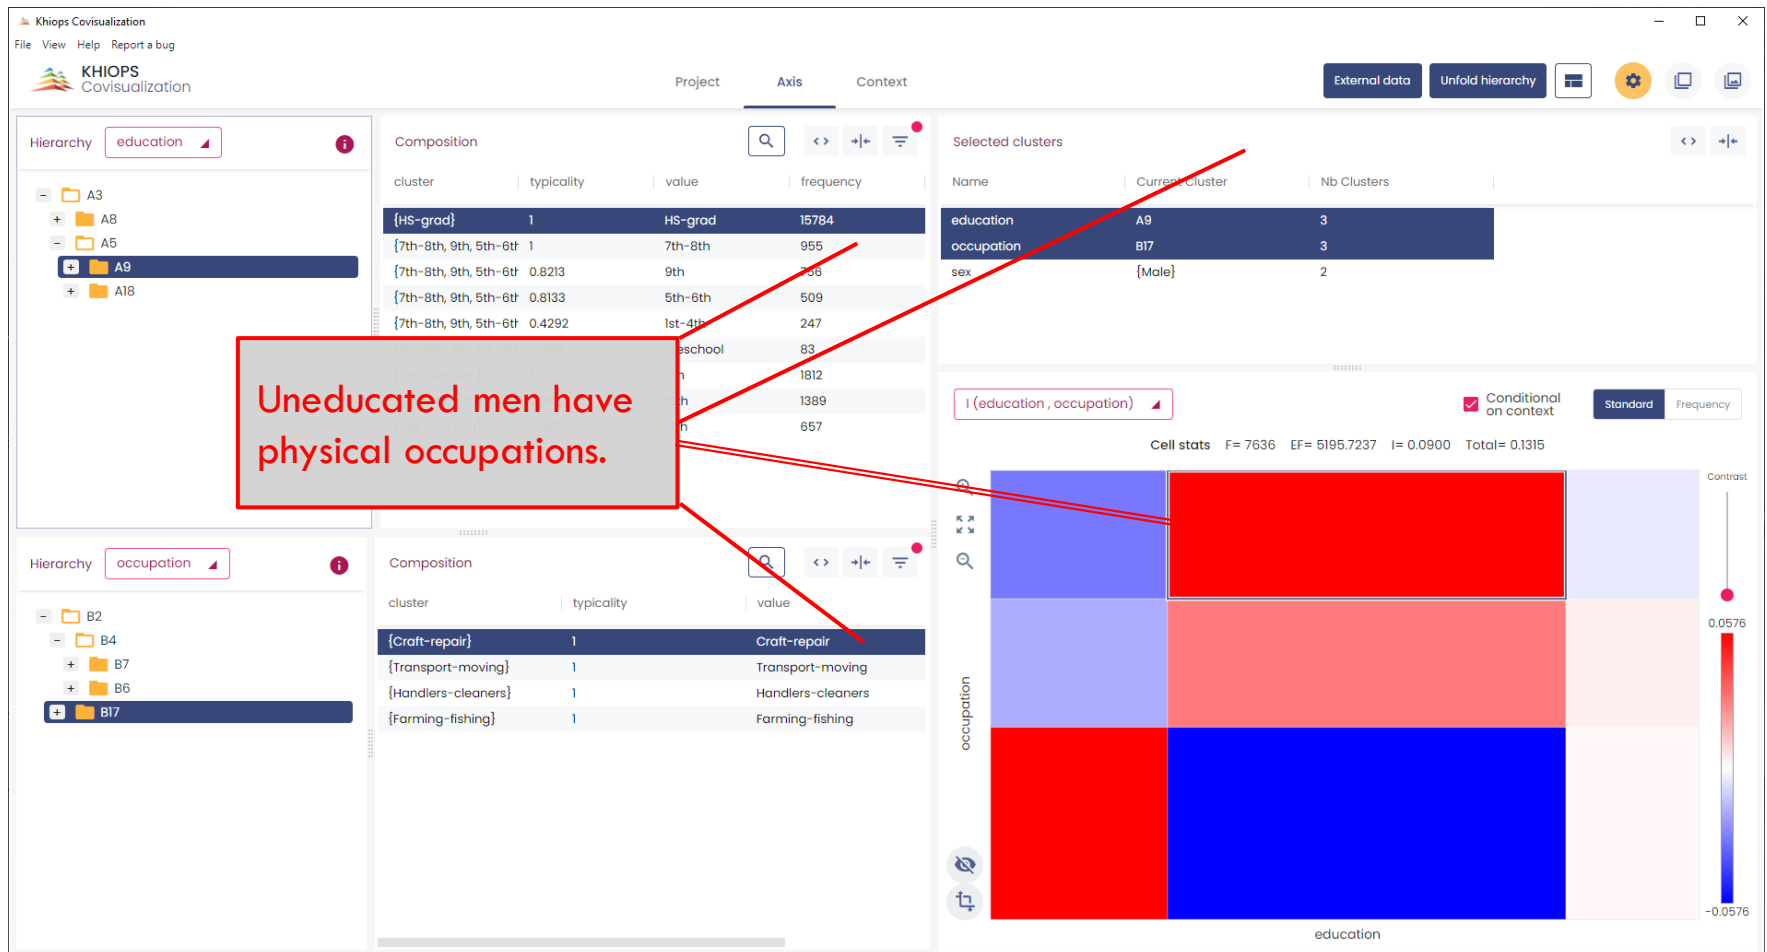 Khiops Covisualization
File View Help Report a bug
KHIOPS
Covisualization
Project Axis Context
External data Unfold hierarchy
Hierarchy education
A3
A8
A5
A9
A18
Composition
cluster typicality value frequency
{HS-grad} 1 HS-grad 15784
{7th-8th, 9th, 5th-6th 1 7th-8th 955
{7th-8th, 9th, 5th-6th 0.8213 9th 756
{7th-8th, 9th, 5th-6th 0.8133 5th-6th 509
{7th-8th, 9th, 5th-6th 0.4292 1st-4th 247
83
1812
1389
657
Selected clusters
Name Current Cluster Nb Clusters
education A9 3
occupation B17 3
sex {Male} 2
Uneducated men have
physical occupations.
I (education , occupation)
Conditional
on context
Standard Frequency
Cell stats F= 7636 EF= 5195.7237 I= 0.0900 Total= 0.1315
Contrast
0.0576
-0.0576
occupation
education
Hierarchy occupation
B2
B4
B7
B6
B17
Composition
cluster typicality value
{Craft-repair} 1 Craft-repair
{Transport-moving} 1 Transport-moving
{Handlers-cleaners} 1 Handlers-cleaners
{Farming-fishing} 1 Farming-fishing